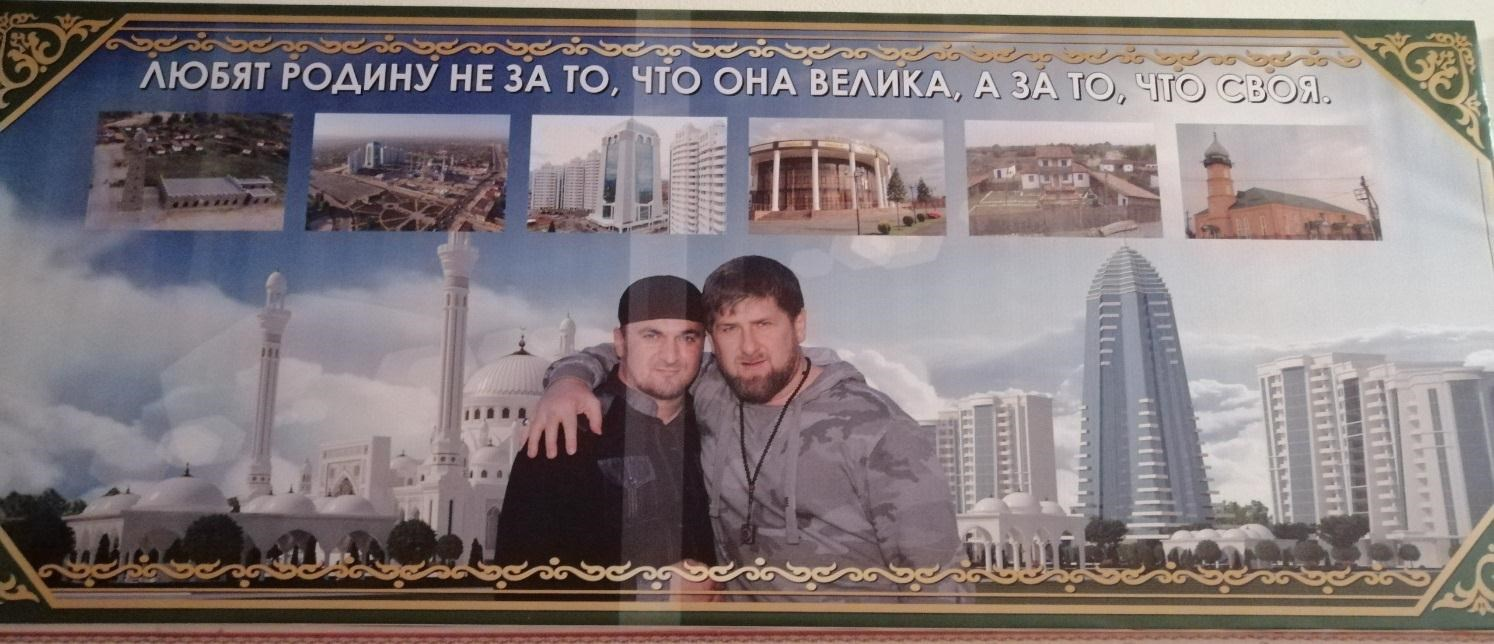 ЛЮБЯТ РОДИНУ НЕ ЗА ТО, ЧТО ОНА ВЕЛИКА, А ЗА ТО, ЧТО СВОЯ.